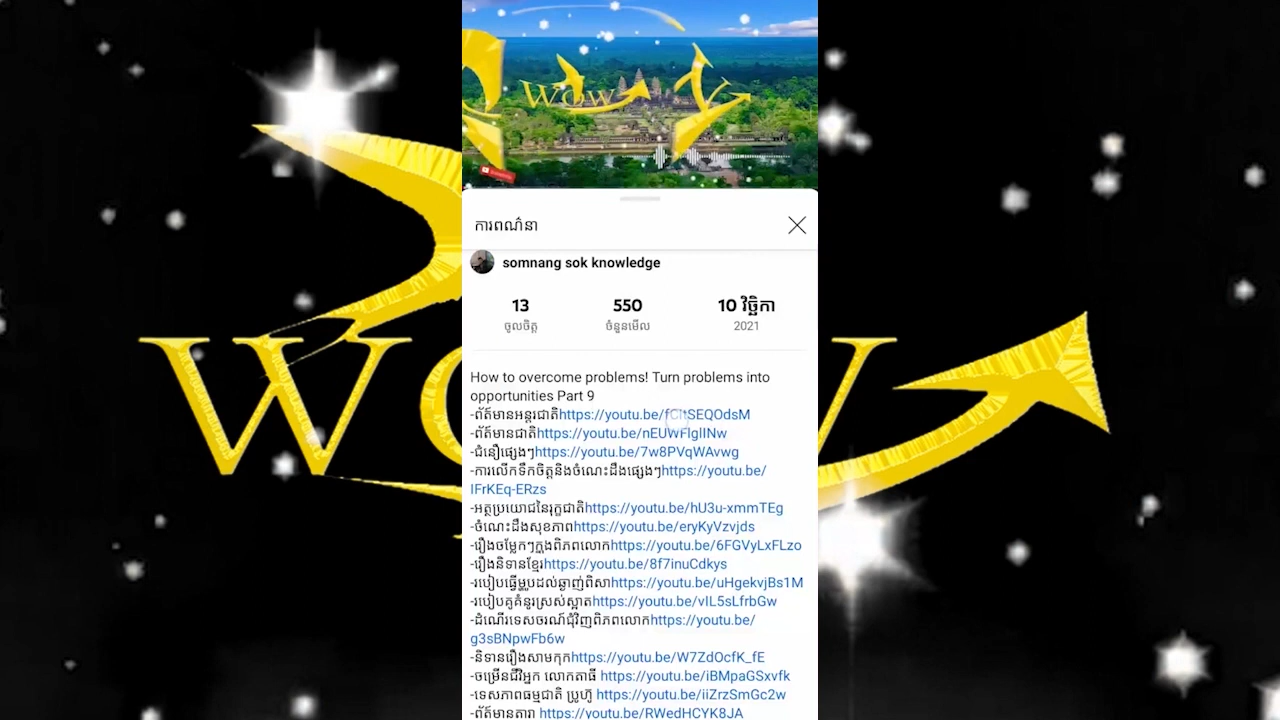 WOW
ការពណ៌នា
somnang sok knowledge
13 550 10 វិច្ឆិកា
ចូលចិត្ត ចំនួនមើល 2021
How to overcome problems! Turn problems into
opportunities Part 9
-ព័ត៌មានអន្តរជាតិhttps://youtu.be/
-ព័ត៌មានជាតិhttps://youtu.be/nEUWFIglINw
-ជំនឿផ្សេងៗhttps://youtu.be/7w8PVqWAvwg
-ការលើកទឹកចិត្តនិងចំណេះដឹងផ្សេងៗhttps://youtu.be/
IFrKEq-ERzs
-អត្ថប្រយោជនៃរុក្ខជាតិhttps://youtu.be/hU3u-xmmTEg
-ចំណេះដឹងសុខភាពhttps://youtu.be/eryKyVzvjds
-រឿងចម្លែកៗក្នុងពិភពលោកhttps://youtu.be/6FGVyLxFLzo
-រឿងនិទានខ្មែរhttps://youtu.be/8f7inuCdkys
-របៀបធ្វើម្ហូបដល់ឆ្ងាញ់ពិសាhttps://youtu.be/uHgekvjBs1M
-របៀបគូគំនូរស្រស់ស្អាតhttps://youtu.be/vIL5sLfrbGw
-ដំណើរទេសចរណ៍ជុំវិញពិភពលោកhttps://youtu.be/
g3sBNpwFb6w
-និទានរឿងសាមកុកhttps://youtu.be/W7ZdOcfK_fE
-ចម្រើនជីវិអ្នក លោកតាធី https://youtu.be/iBMpaGSxvfk
-ទេសភាពធម្មជាតិ ប្រូហ៊្វូ https://youtu.be/iiZrzSmGc2w
-ព័ត៌មានតារា https://youtu.be/RWedHCYK8JA